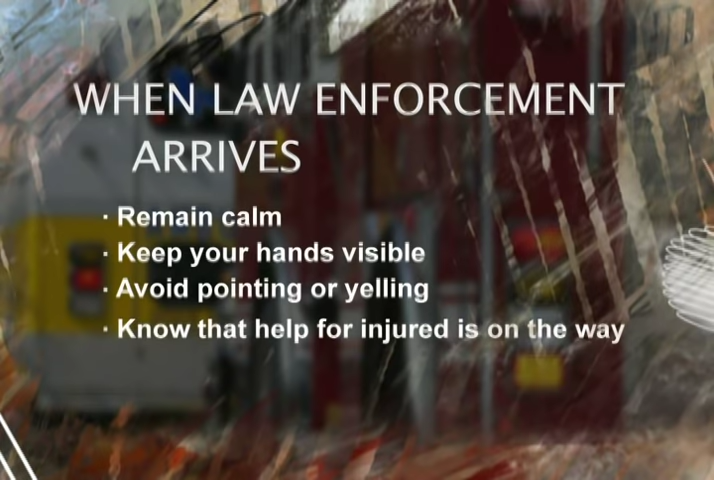 WHEN LAW ENFORCEMENT
ARRIVES
· Remain calm
· Keep your hands visible
· Avoid pointing or yelling
· Know that help for injured is on the way